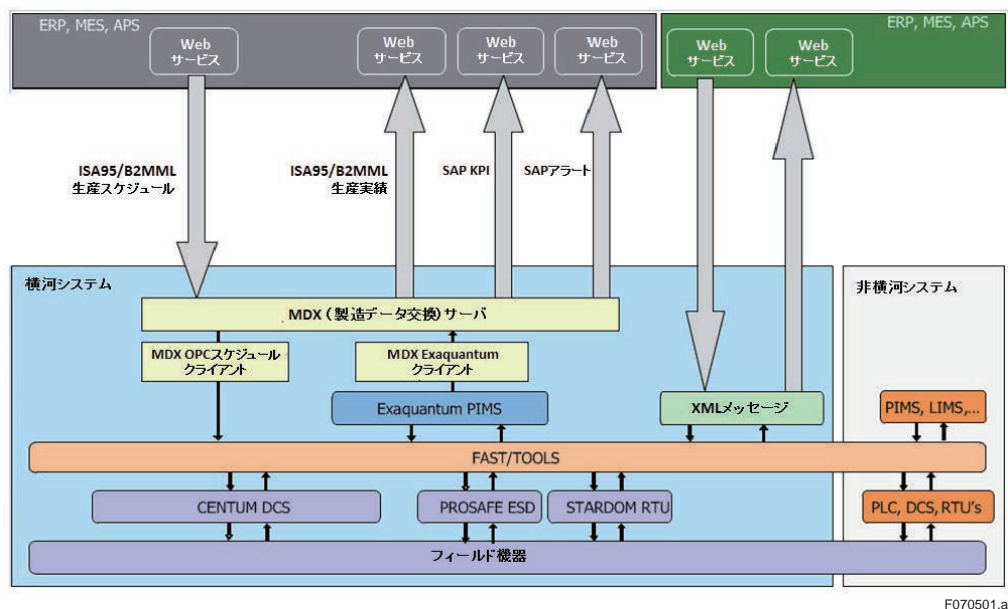 ERP, MES, APS
ERP, MES, APS
Web
サービス
Web
サービス
Web
サービス
Web
サービス
Web
サービス
Web
サービス
ISA95/B2MML
生産スケジュール
ISA95/B2MML
生産実績
SAP KPI
SAPアラート
横河システム
非横河システム
MDX（製造データ交換）サーバ
MDX OPCスケジュール
クライアント
MDX Exaquantum
クライアント
Exaquantum PIMS
XMLメッセージ
PIMS, LIMS,...
FAST/TOOLS
CENTUM DCS
PROSAFE ESD
STARDOM RTU
PLC, DCS, RTU's
フィールド機器
F070501.a